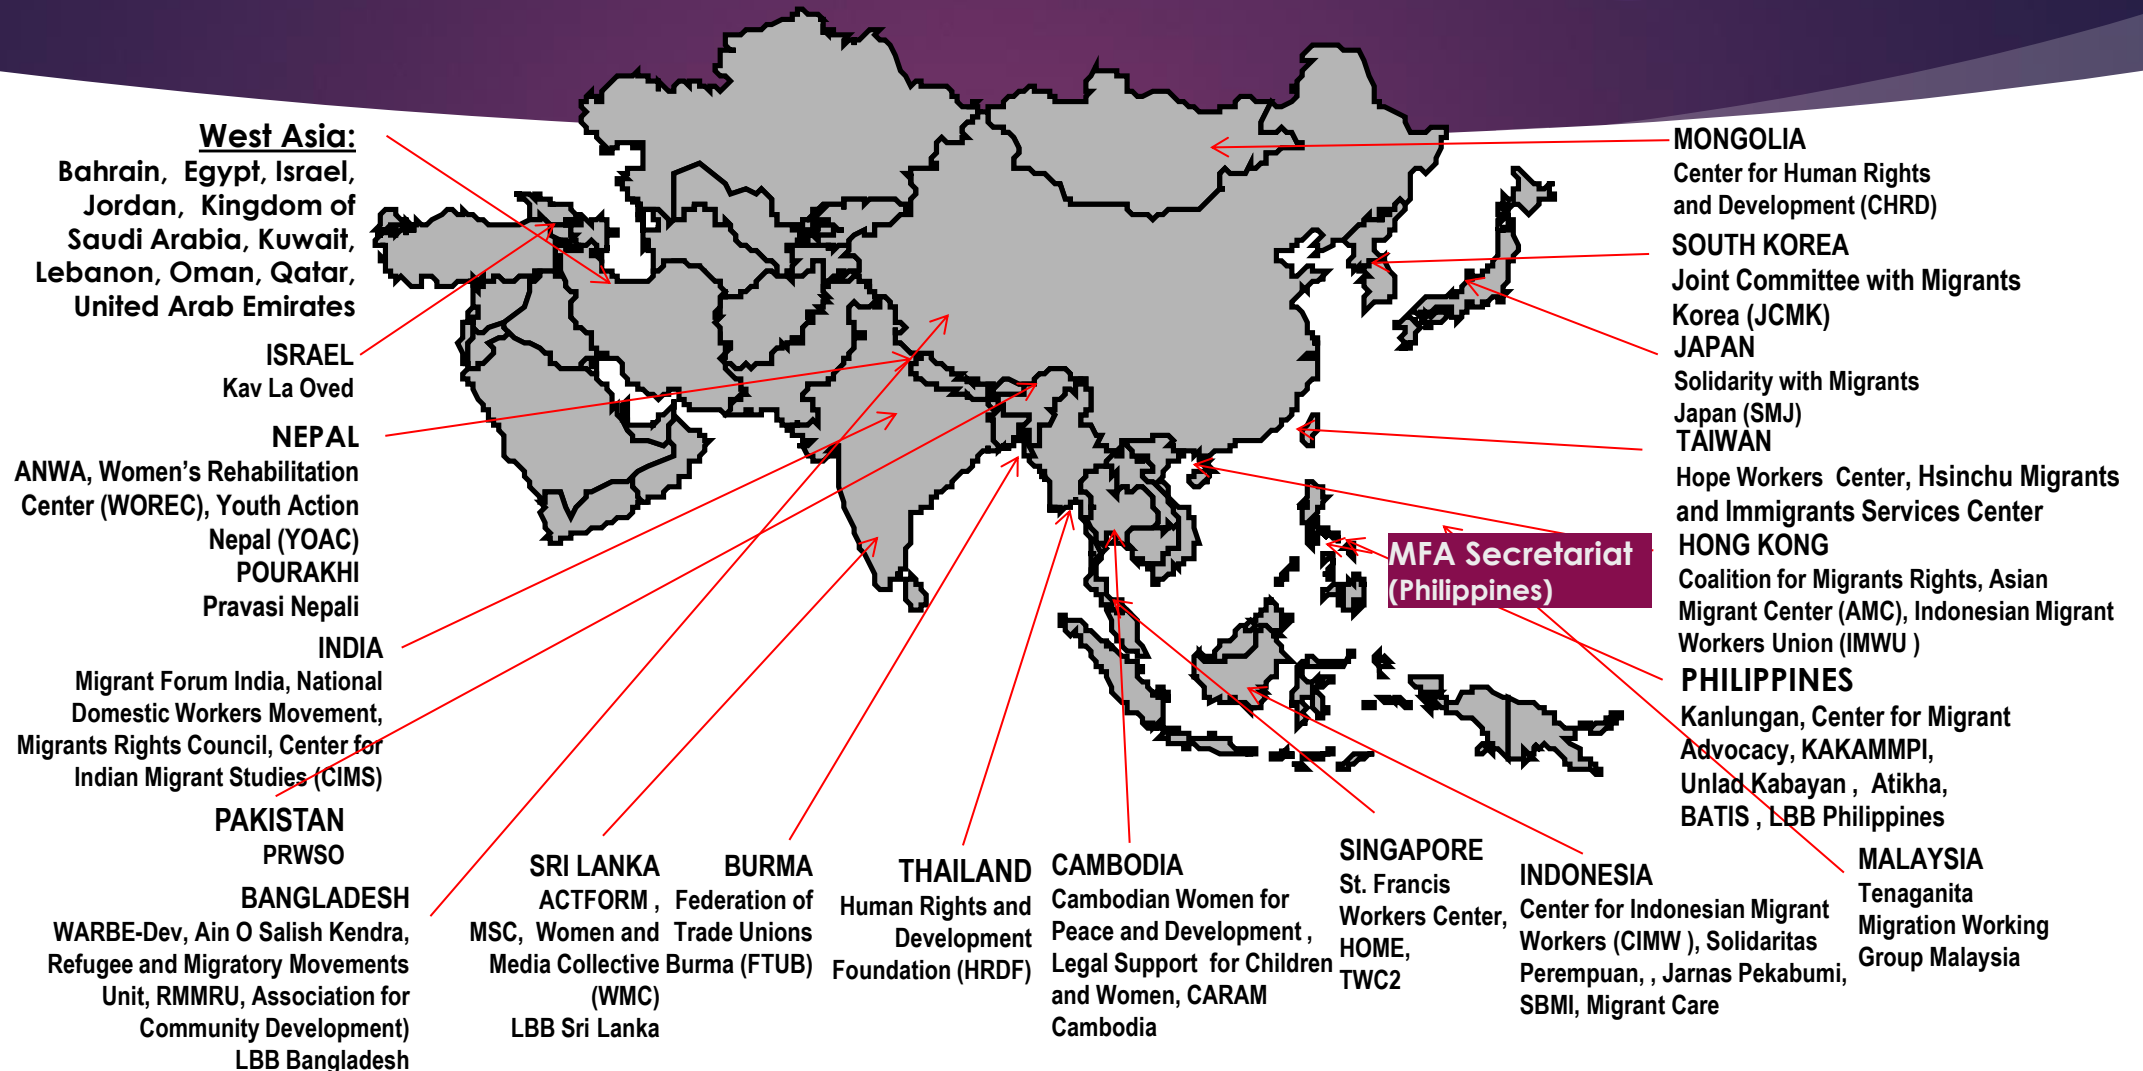 West Asia:
Bahrain, Egypt, Israel,
Jordan, Kingdom of
Saudi Arabia, Kuwait,
Lebanon, Oman, Qatar,
United Arab Emirates
ISRAEL
Kav La Oved
NEPAL
ANWA, Women's Rehabilitation
Center (WOREC), Youth Action
Nepal (YOAC)
POURAKHI
Pravasi Nepali
INDIA
Migrant Forum India, National
Domestic Workers Movement,
Migrants Rights Council, Center for
Indian Migrant Studies (CIMS)
PAKISTAN
PRWSO
BANGLADESH
WARBE-Dev, Ain O Salish Kendra,
Refugee and Migratory Movements
Unit, RMMRU, Association for
Community Development)
LBB Bangladesh
SRI LANKA
ACTFORM ,
MSC, Women and
Media Collective
(WMC)
LBB Sri Lanka
BURMA
Federation of
Trade Unions
Burma (FTUB)
THAILAND
Human Rights and
Development
Foundation (HRDF)
CAMBODIA
Cambodian Women for
Peace and Development ,
Legal Support for Children
and Women, CARAM
Cambodia
SINGAPORE
St. Francis
Workers Center,
HOME,
TWC2
INDONESIA
Center for Indonesian Migrant
Workers (CIMW ), Solidaritas
Perempuan, , Jarnas Pekabumi,
SBMI, Migrant Care
MALAYSIA
Tenaganita
Migration Working
Group Malaysia
MONGOLIA
Center for Human Rights
and Development (CHRD)
SOUTH KOREA
Joint Committee with Migrants
Korea (JCMK)
JAPAN
Solidarity with Migrants
Japan (SMJ)
TAIWAN
Hope Workers Center, Hsinchu Migrants
and Immigrants Services Center
HONG KONG
Coalition for Migrants Rights, Asian
Migrant Center (AMC), Indonesian Migrant
Workers Union (IMWU )
PHILIPPINES
Kanlungan, Center for Migrant
Advocacy, KAKAMMPI,
Unlad Kabayan , Atikha,
BATIS , LBB Philippines
MFA Secretariat
(Philippines)